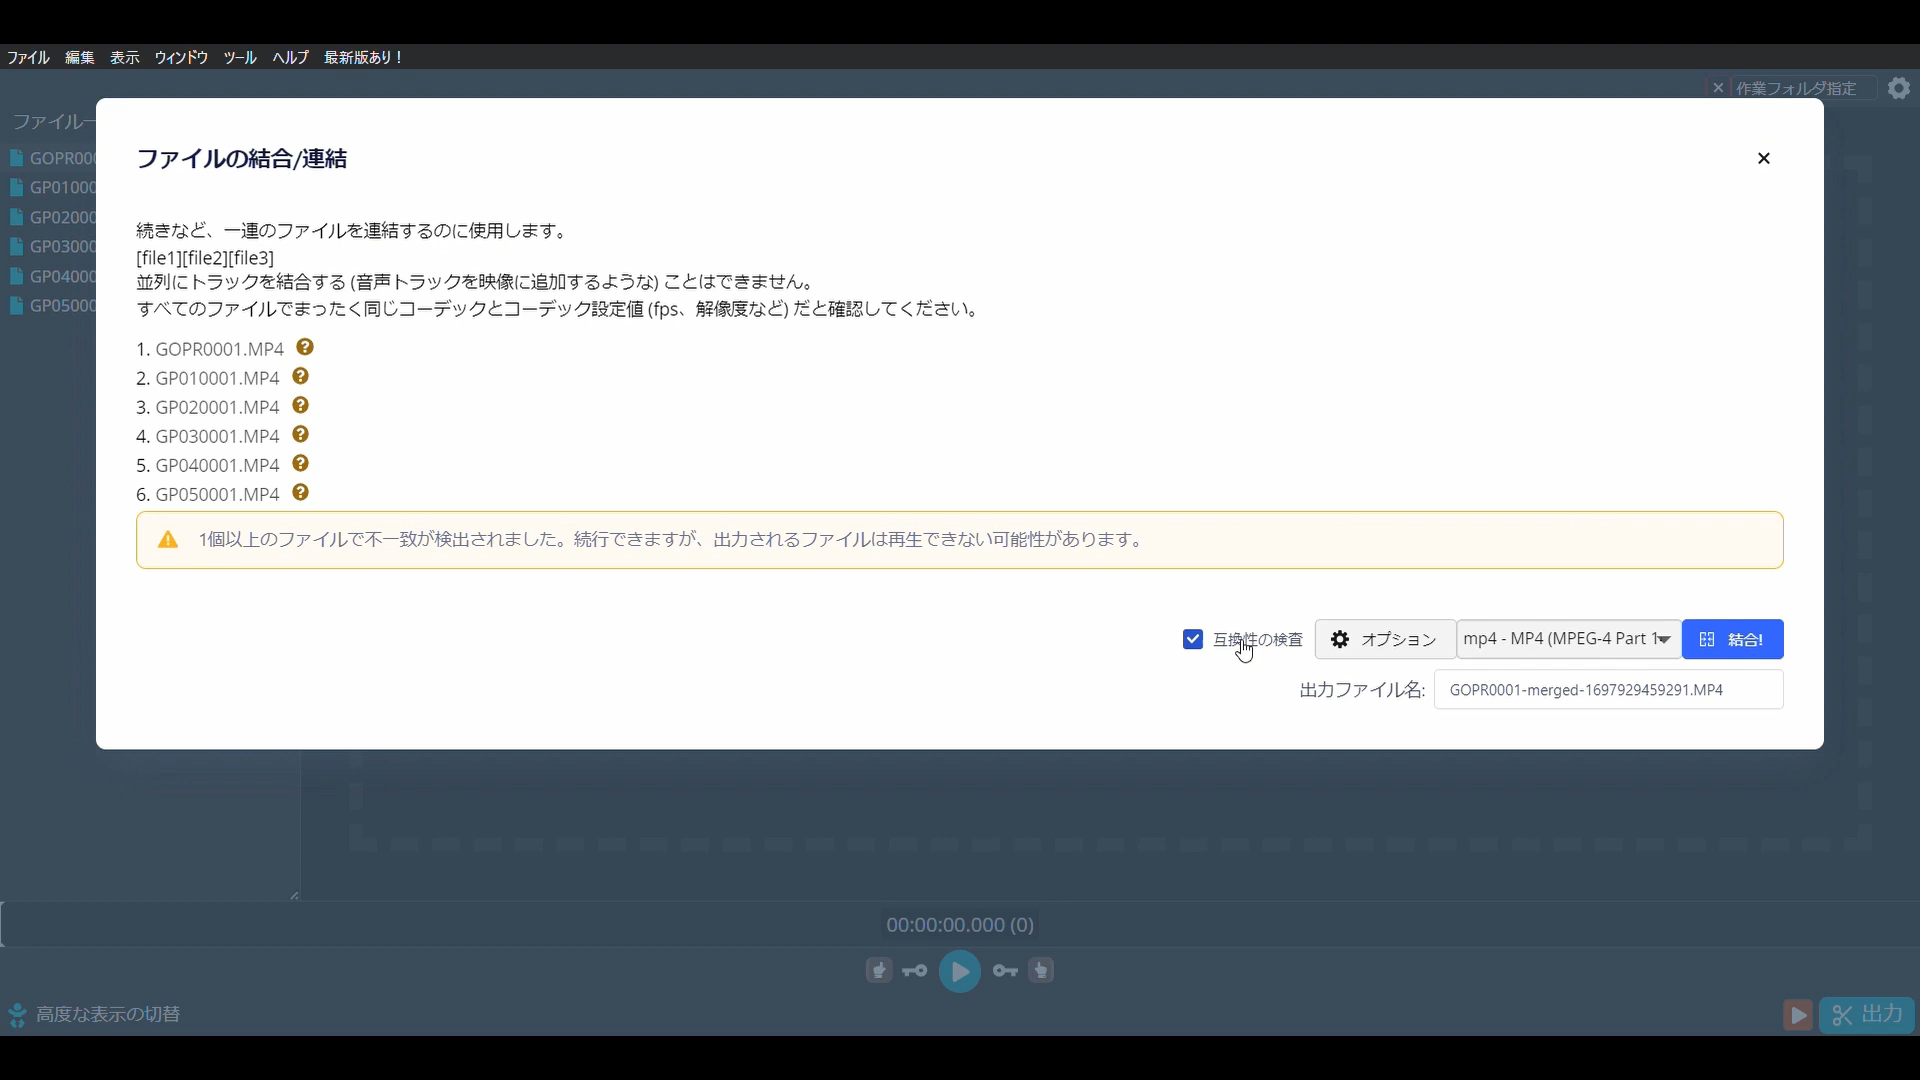 ファイル 編集 表示 ウィンドウ ツール ヘルプ 最新版あり！
作業フォルダ指定
ファイル一
GOPR000
GP01000
GP02000
GP03000
GP04000
GP05000
ファイルの結合/連結
続きなど、一連のファイルを連結するのに使用します。
[file1][file2][file3]
並列にトラックを結合する (音声トラックを映像に追加するような) ことはできません。
すべてのファイルでまったく同じコーデックとコーデック設定値 (fps、解像度など) だと確認してください。
1. GOPR0001.MP4
2. GP010001.MP4
3. GP020001.MP4
4. GP030001.MP4
5. GP040001.MP4
6. GP050001.MP4
1個以上のファイルで不一致が検出されました。続行できますが、出力されるファイルは再生できない可能性があります。
互換性の検査 オプション mp4 - MP4 (MPEG-4 Part 1 結合!
出力ファイル名: GOPR0001-merged-1697929459291.MP4
00:00:00.000 (0)
高度な表示の切替
出力